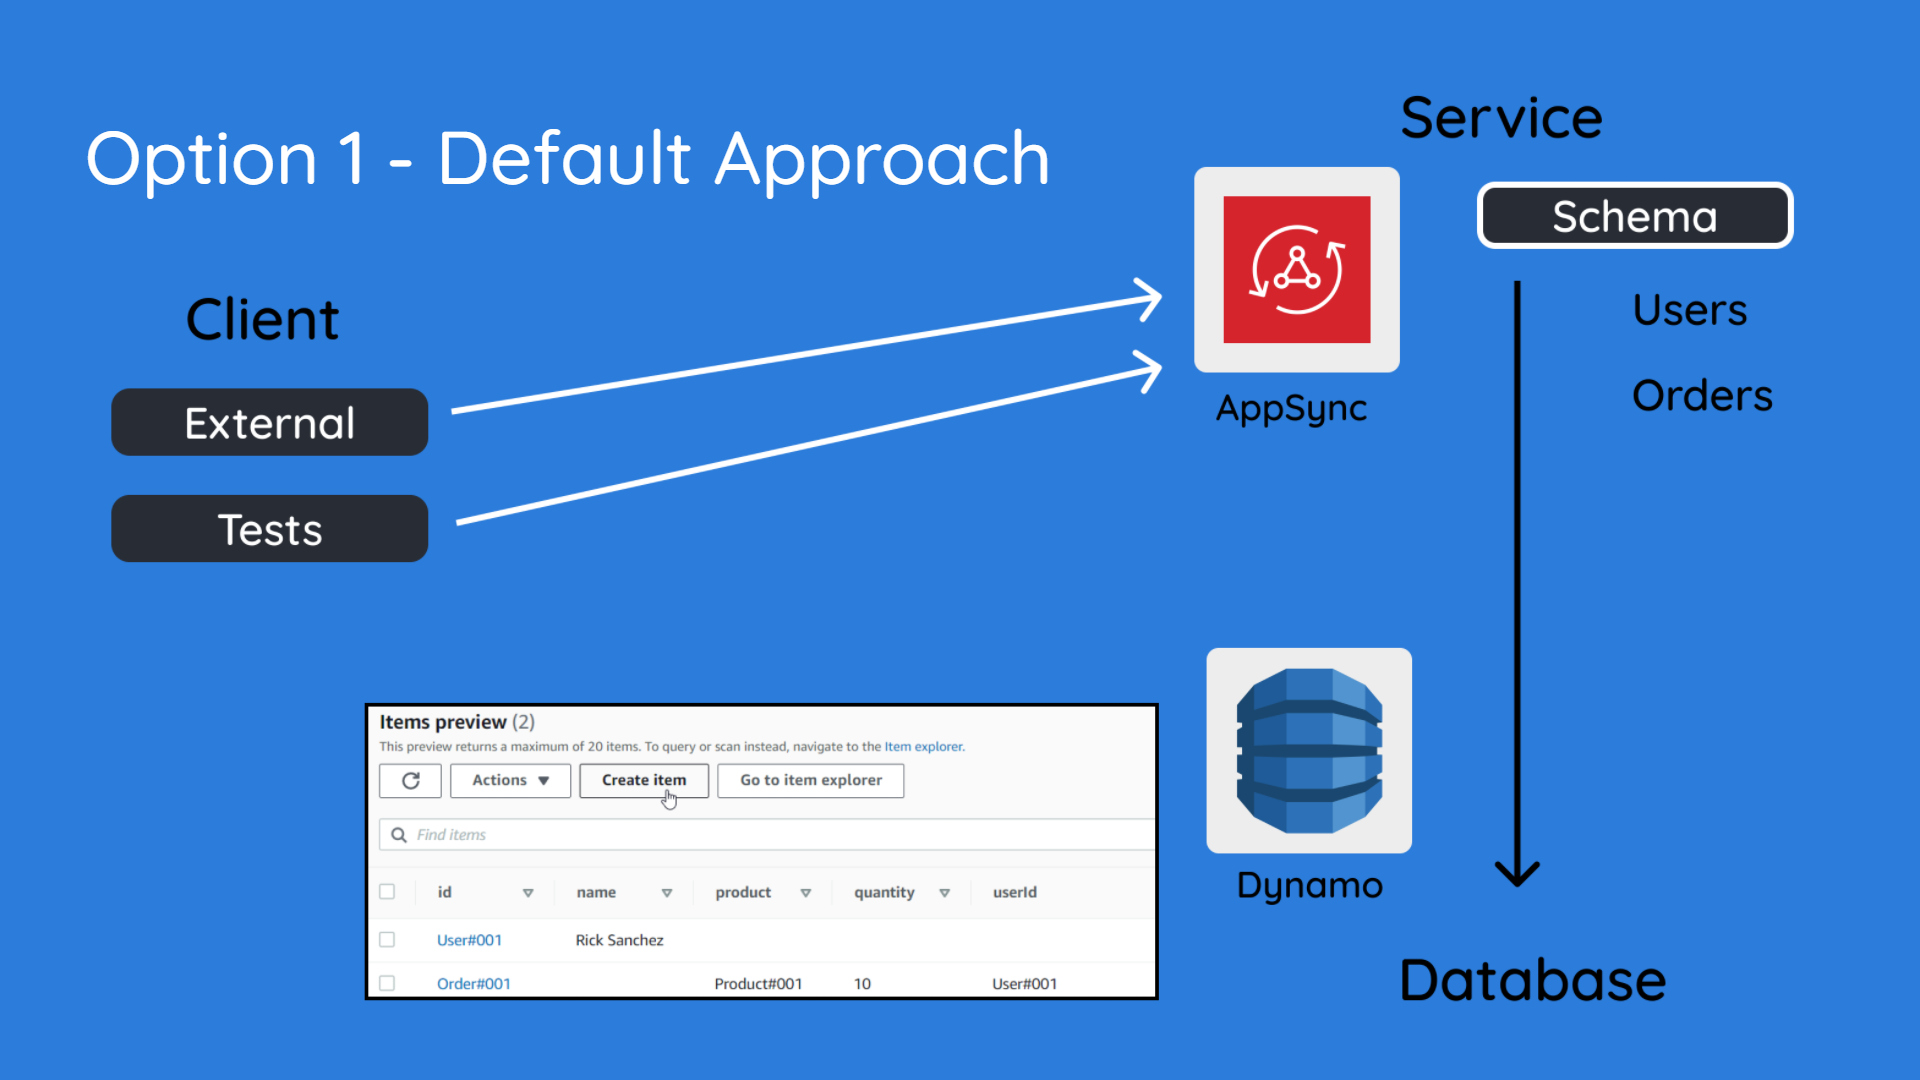 Option 1 - Default Approach
Service
Schema
Users
Orders
AppSync
Client
External
Tests
Items preview (2)
This preview returns a maximum of 20 items. To query or scan instead, navigate to the Item explorer.
Actions
Create item
Go to item explorer
Find items
id name product quantity userId
User#001 Rick Sanchez
Order#001 Product#001 10 User#001
Dynamo
Database